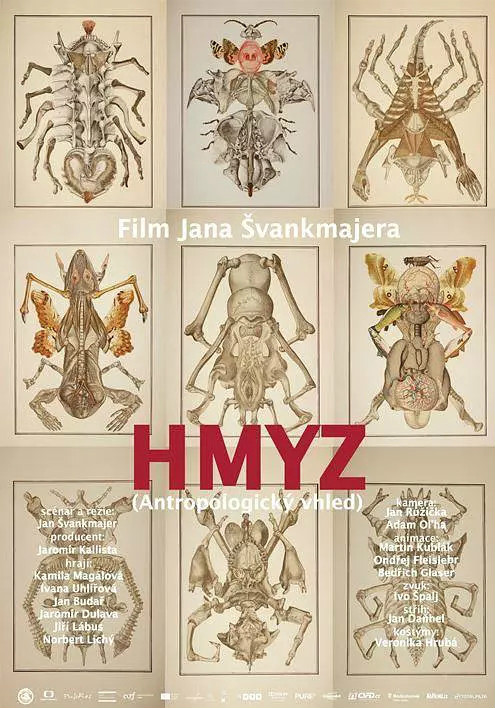 Film Jana Švankmajera
HMYZ
(Antropologický vhled)
scénář a režie:
Jan Švankmajer
producent:
Jaromír Kallista
hrají:
Kamila Magálová
Ivana Uhlířová
Jan Budař
Jaromír Dulava
Jiří Lábus
Norbert Lichý
kamera:
Jan Růžička
Adam Oľha
animace:
Martin Kublák
Ondřej Fleislebr
Bedřich Glaser
zvuk:
Ivo Špalj
střih:
Jan Daňhel
kostýmy:
Veronika Hrubá
PURE